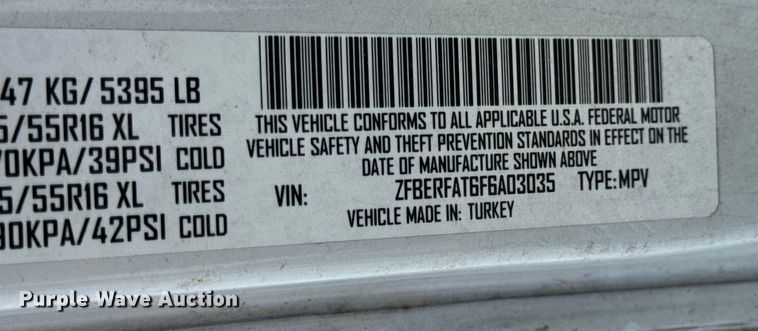 47 KG/ 5395 LB
5/55R16 XL TIRES
0KPA/39PSI COLD
5/55R16 XL TIRES
90KPA/42PSI COLD
THIS VEHICLE CONFORMS TO ALL APPLICABLE U.S.A. FEDERAL MOTOR
VEHICLE SAFETY AND THEFT PREVENTION STANDARDS IN EFFECT ON THE
DATE OF MANUFACTURE SHOWN ABOVE
VIN: ZFBERFAT6F6A03035 TYPE: MPV
VEHICLE MADE IN: TURKEY
Purple Wave Auction